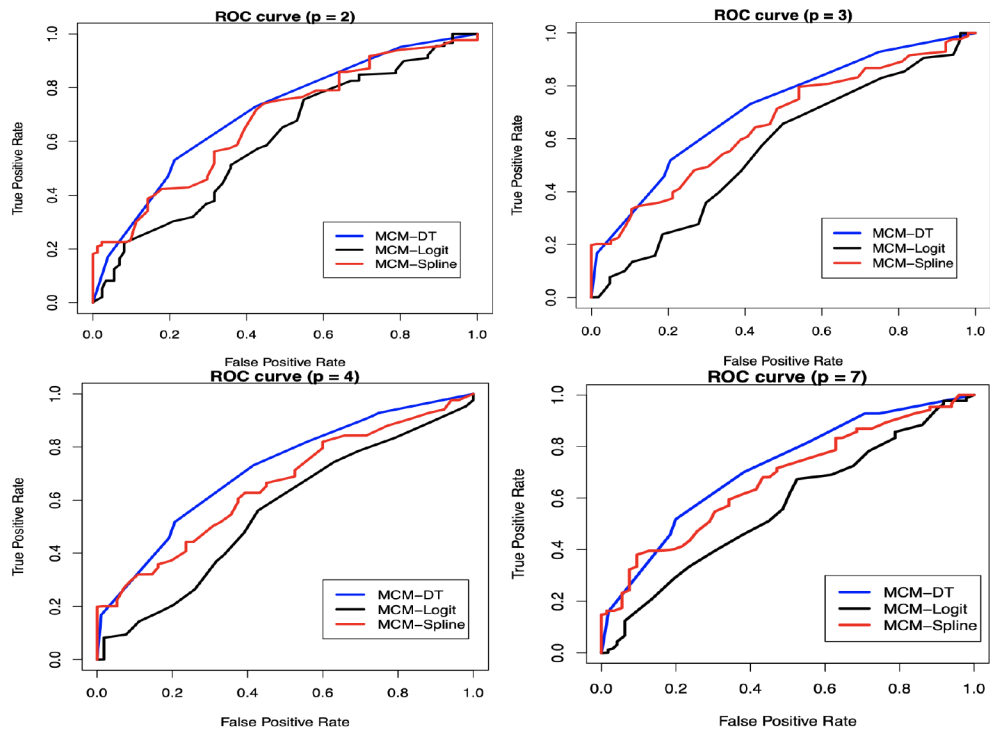 ROC curve (p = 2)
True Positive Rate
0.0 0.2 0.4 0.6 0.8 1.0
MCM−DT
MCM−Logit
MCM−Spline
0.0 0.2 0.4 0.6 0.8 1.0
False Positive Rate
ROC curve (p = 3)
True Positive Rate
0.0 0.2 0.4 0.6 0.8 1.0
MCM−DT
MCM−Logit
MCM−Spline
0.0 0.2 0.4 0.6 0.8 1.0
False Positive Rate
ROC curve (p = 4)
True Positive Rate
0.0 0.2 0.4 0.6 0.8 1.0
MCM−DT
MCM−Logit
MCM−Spline
0.0 0.2 0.4 0.6 0.8 1.0
False Positive Rate
ROC curve (p = 7)
True Positive Rate
0.0 0.2 0.4 0.6 0.8 1.0
MCM−DT
MCM−Logit
MCM−Spline
0.0 0.2 0.4 0.6 0.8 1.0
False Positive Rate